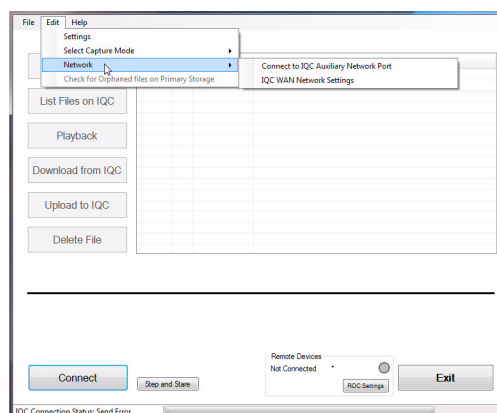 File Edit Help
Settings
Select Capture Mode
Network
Connect to IQC Auxiliary Network Port
Check for Orphaned files on Primary Storage
IQC WAN Network Settings
List Files on IQC
Playback
Download from IQC
Upload to IQC
Delete File
Remote Devices
Not Connected
Connect
Step and Stare
RDC Settings
Exit
IQC Connection Status: Send Error